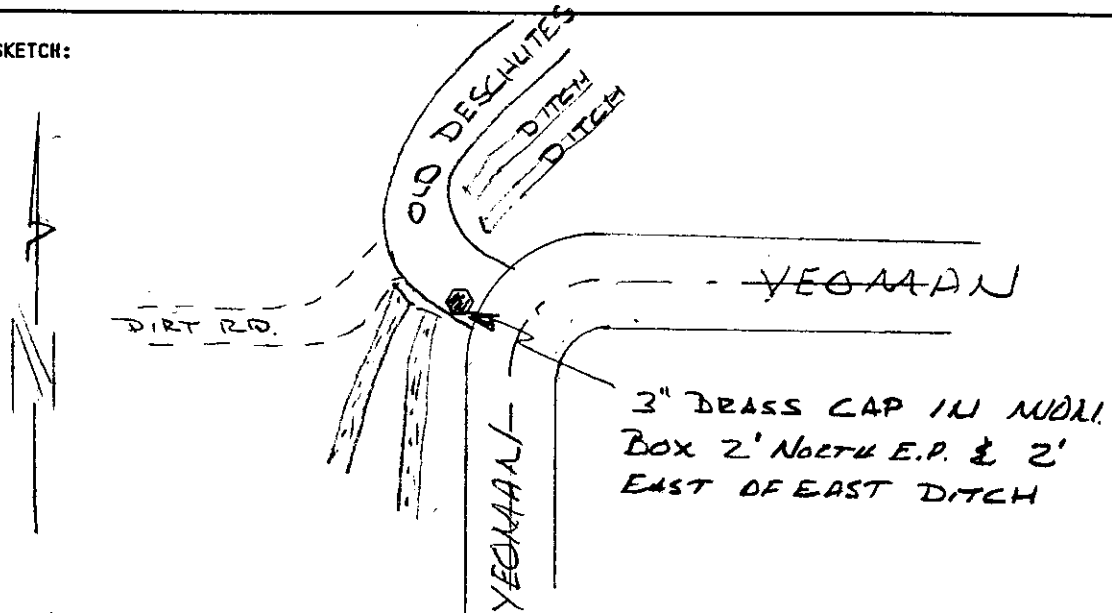 SKETCH:
OLD DESCHUTES
DITCH
DITCH
YEOMAN
DIRT RD.
N
3" BRASS CAP IN MON.
BOX 2' NORTH E.P. & 2'
EAST OF EAST DITCH
YEOMAN